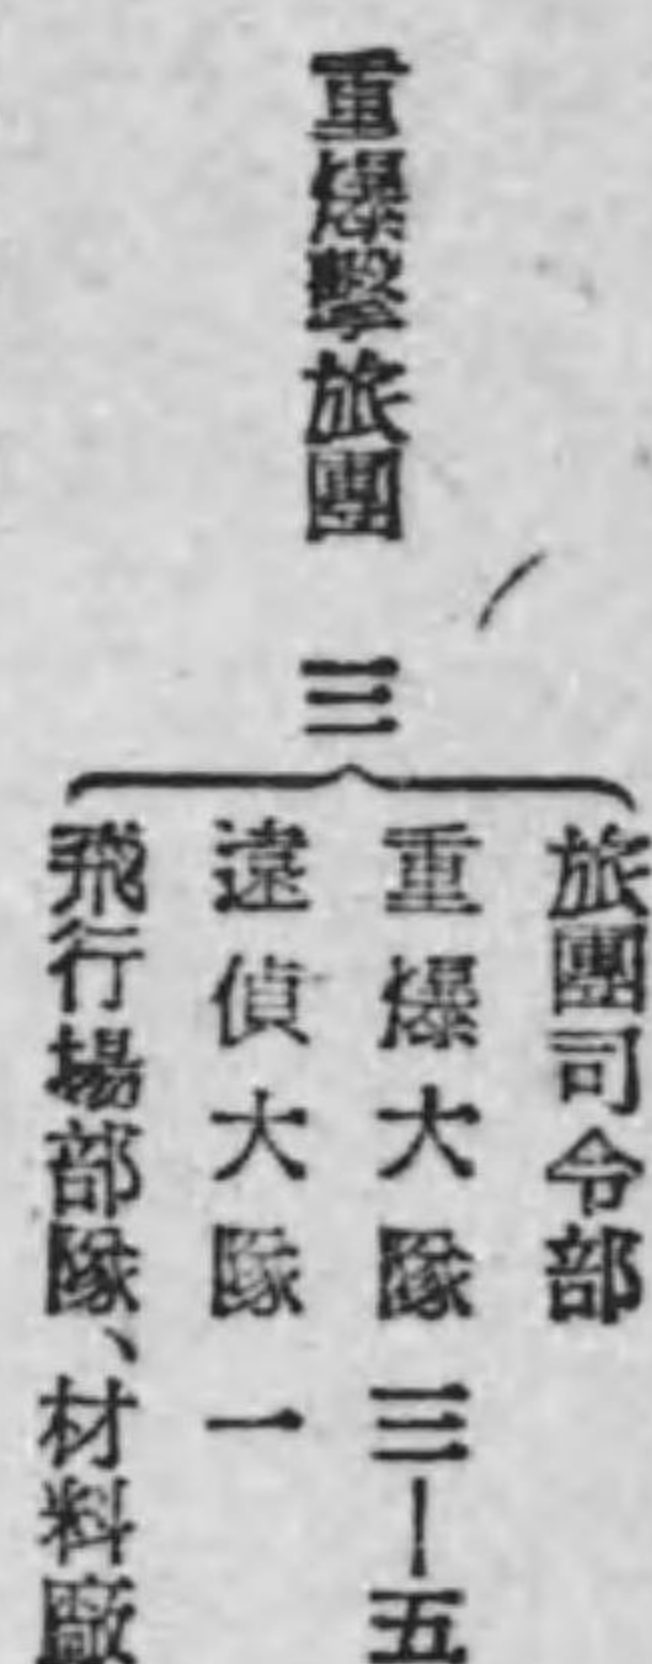 重爆擊旅團 三
旅團司令部
重爆大隊 三—五
遠偵大隊 一
飛行場部隊、材料廠